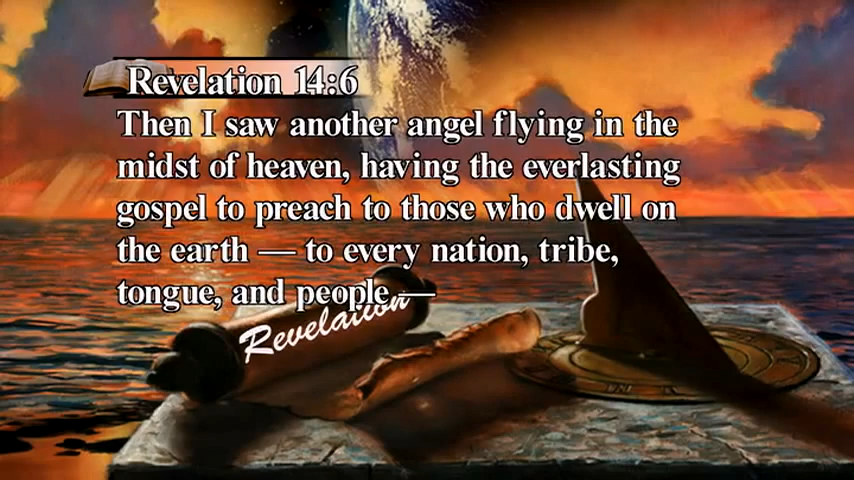 Revelation 14:6
Then I saw another angel flying in the
midst of heaven, having the everlasting
gospel to preach to those who dwell on
the earth — to every nation, tribe,
tongue, and people —
Revelation